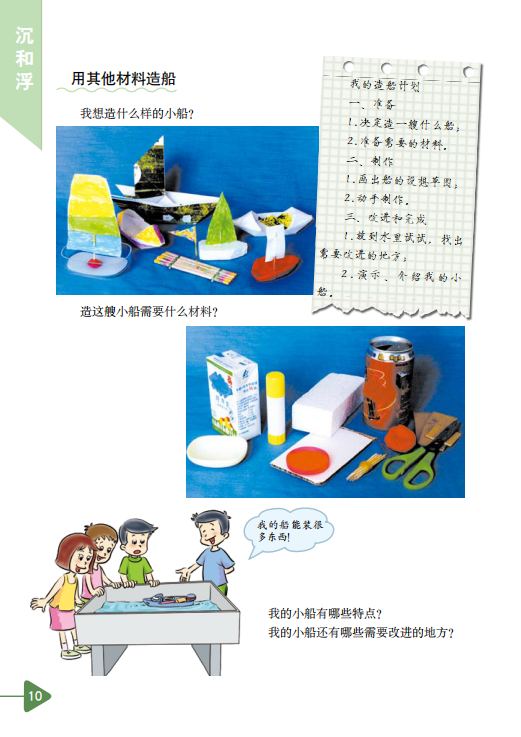 沉和浮
用其他材料造船
我想造什么样的小船?
我的造船计划
一、准备
1.决定造一艘什么船;
2.准备需要的材料。
二、制作
1.画出船的设想草图;
2.动手制作。
三、改进和完成
1.放到水里试试，找出
需要改进的地方;
2.演示、介绍我的小
船。
造这艘小船需要什么材料?
我的船能装很
多东西!
我的小船有哪些特点?
我的小船还有哪些需要改进的地方?
10